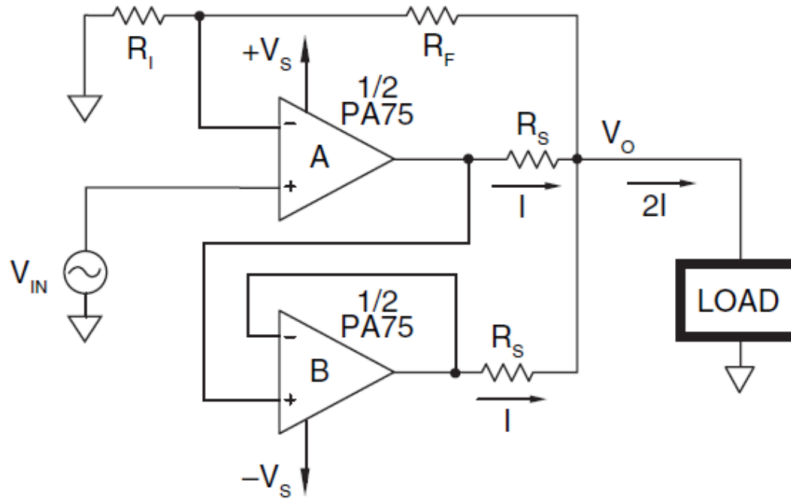 R_I
+V_S
R_F
1/2
PA75
-
A
+
R_S
V_O
I
2I
V_IN
LOAD
1/2
PA75
-
B
+
R_S
I
–V_S